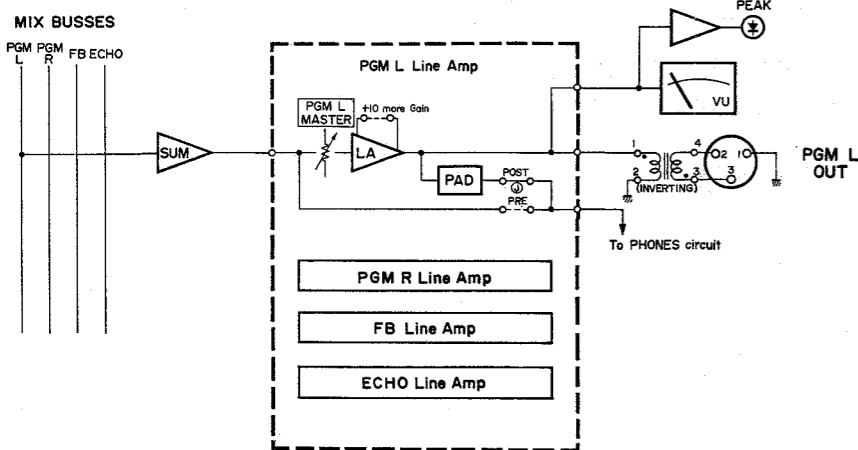 MIX BUSSES
PGM L
PGM R
FB
ECHO
SUM
PGM L Line Amp
PGM L
MASTER
+10 more Gain
LA
PAD
POST
J
PRE
To PHONES circuit
PEAK
VU
1
2
4
3
(INVERTING)
2
1
3
PGM L
OUT
PGM R Line Amp
FB Line Amp
ECHO Line Amp